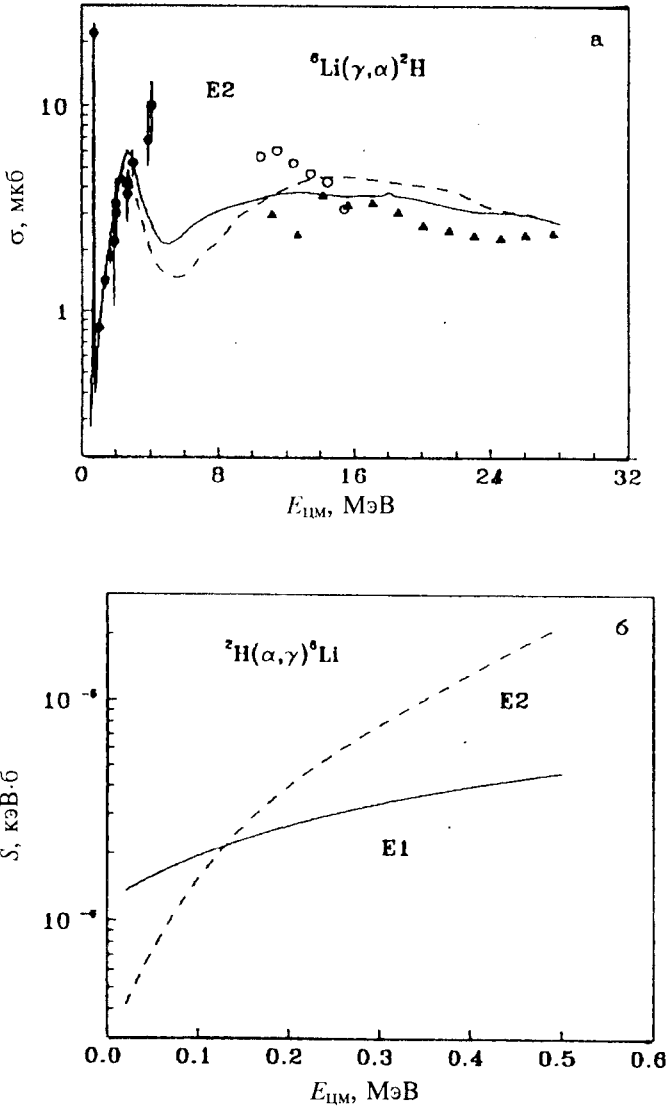 а
⁶Li(γ,α)²H
E2
10
1
σ, мкб
0 8 16 24 32
E_цм, МэВ
б
²H(α,γ)⁶Li
10⁻⁵
E2
E1
10⁻⁶
S, кэВ·б
0.0 0.1 0.2 0.3 0.4 0.5 0.6
E_цм, МэВ